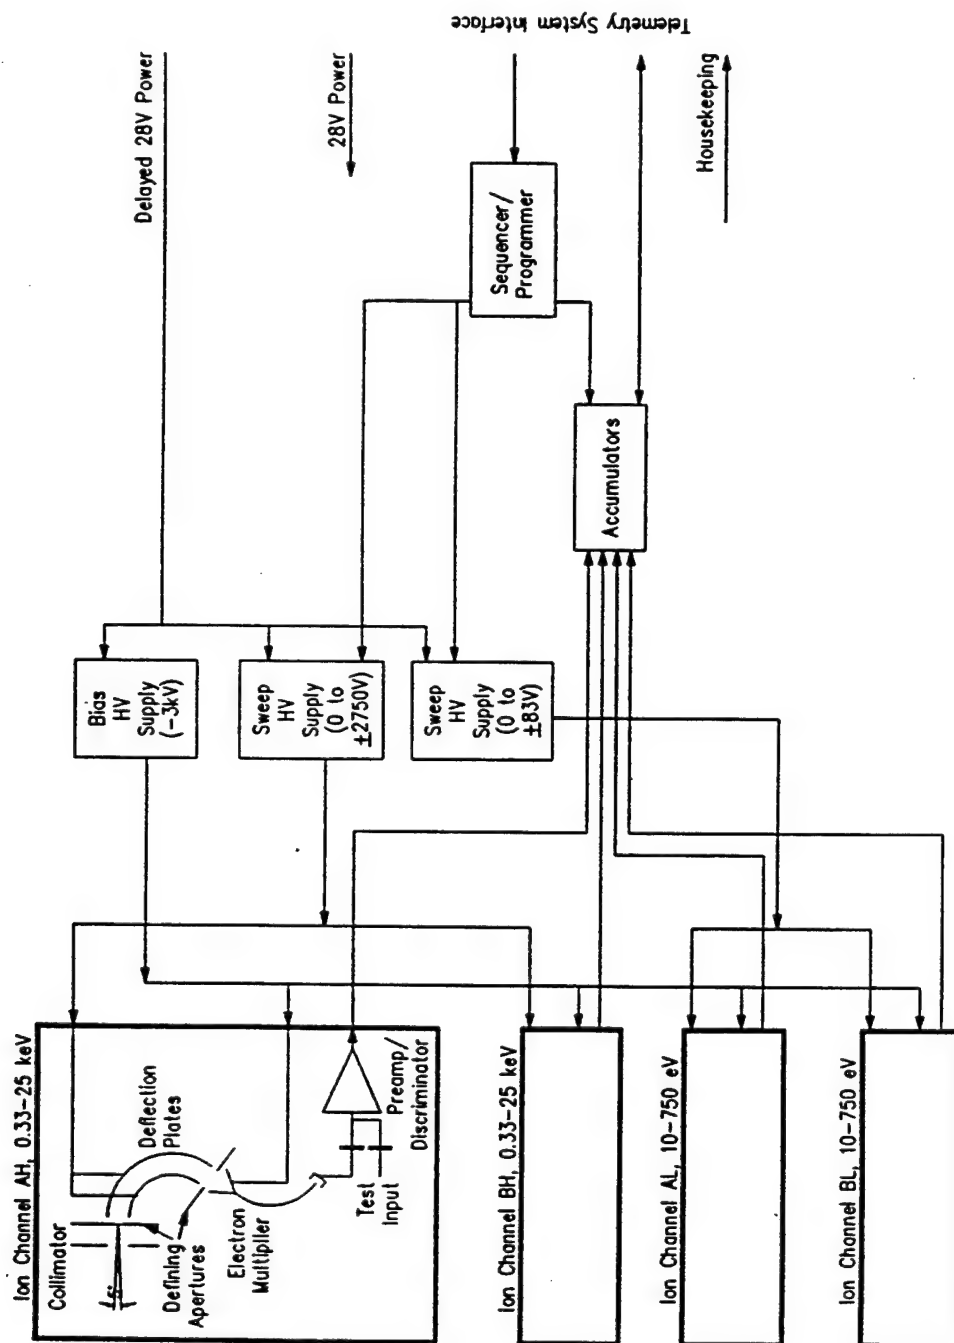 Ion Channel AH, 0.33-25 keV
Collimator
5°
Defining
Apertures
Deflection
Plates
Electron
Multiplier
Test
Input
Preamp/
Discriminator
Ion Channel BH, 0.33-25 keV
Ion Channel AL, 10-750 eV
Ion Channel BL, 10-750 eV
Bias
HV
Supply
(-3kV)
Sweep
HV
Supply
(0 to
±2750V)
Sweep
HV
Supply
(0 to
±83V)
Accumulators
Sequencer/
Programmer
Delayed 28V Power
28V Power
Telemetry System Interface
Housekeeping